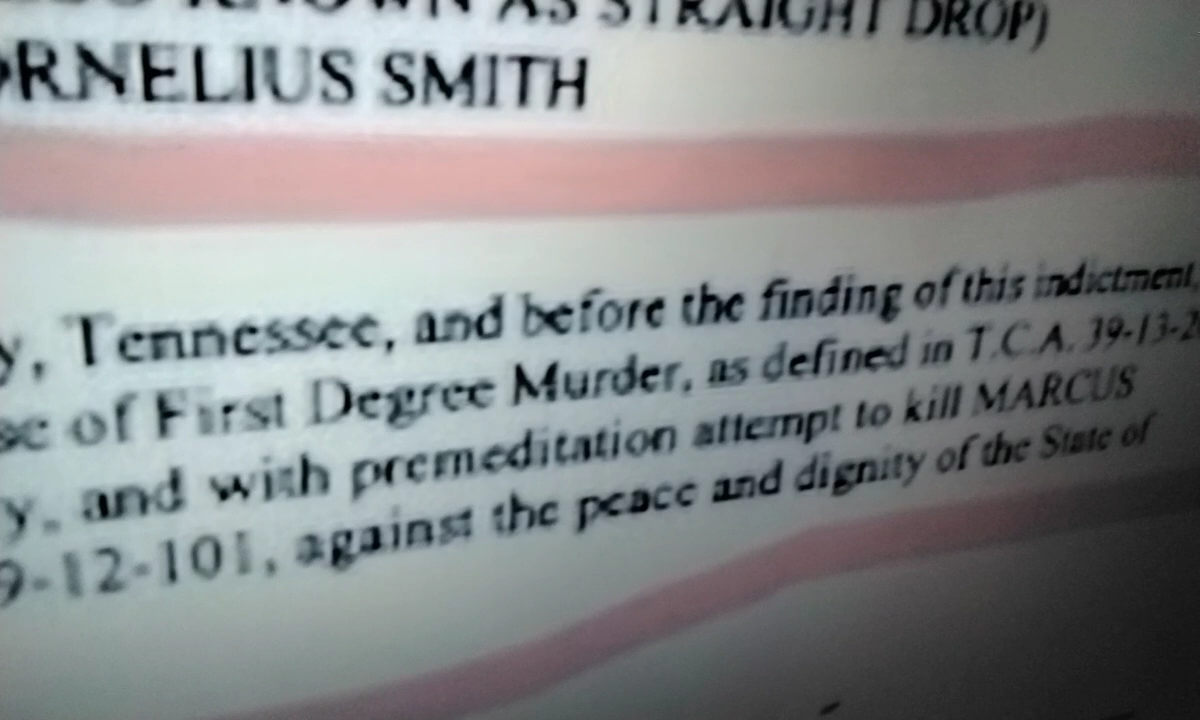 KNOWN AS STRAIGHT DROP)
ORNELIUS SMITH
y, Tennessee, and before the finding of this indictment,
se of First Degree Murder, as defined in T.C.A. 39-13-2
y, and with premeditation attempt to kill MARCUS
9-12-101, against the peace and dignity of the State of